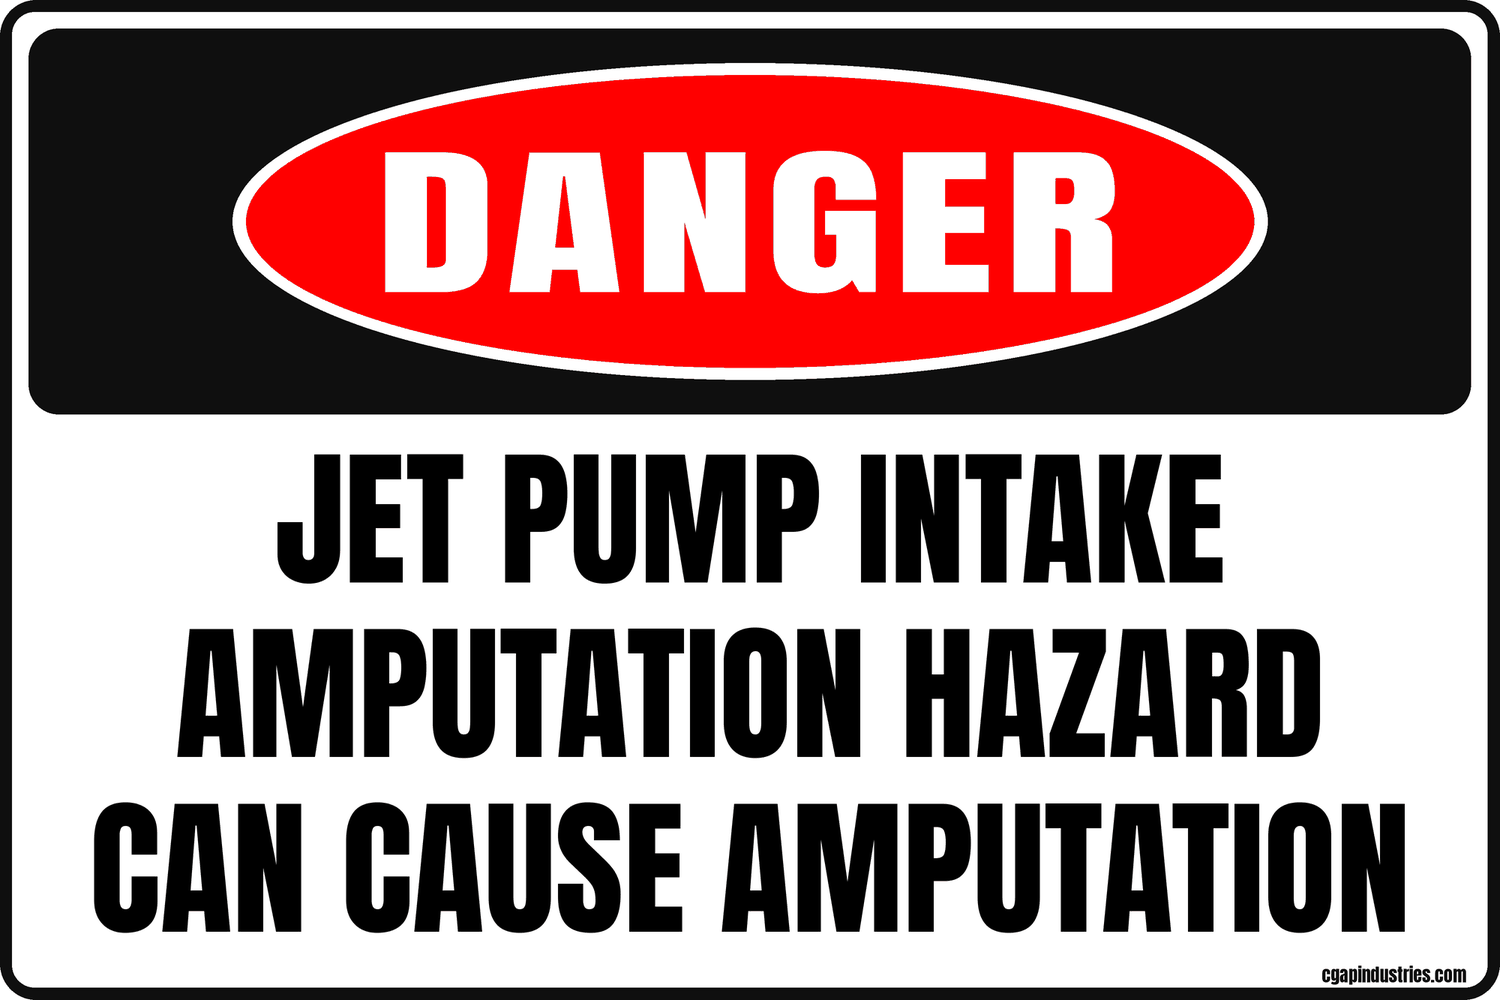 DANGER
JET PUMP INTAKE
AMPUTATION HAZARD
CAN CAUSE AMPUTATION
cgapindustries.com